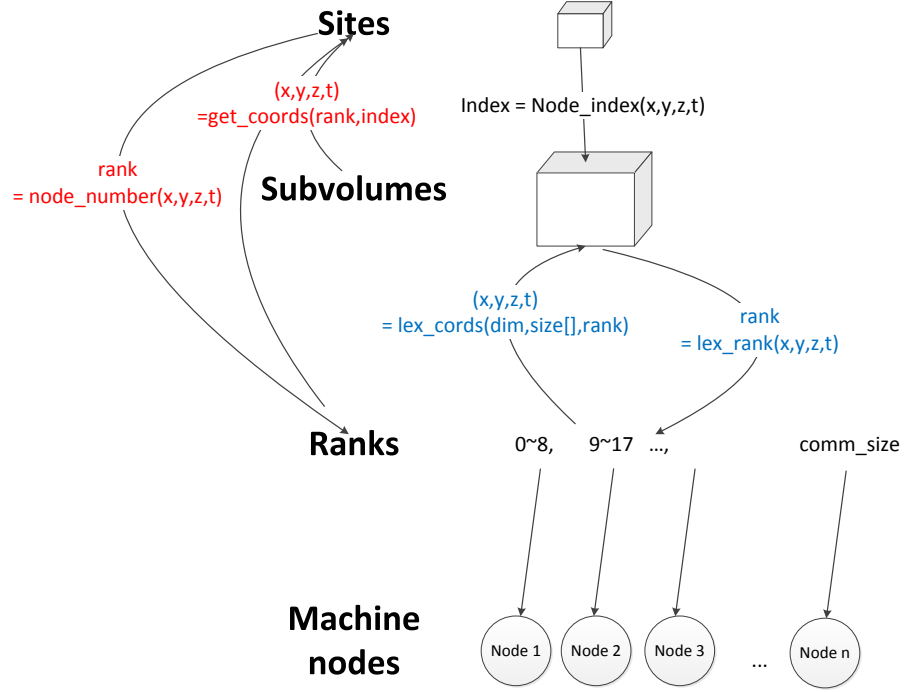 Sites
(x,y,z,t)
=get_coords(rank,index)
Index = Node_index(x,y,z,t)
rank
= node_number(x,y,z,t)
Subvolumes
(x,y,z,t)
= lex_cords(dim,size[],rank)
rank
= lex_rank(x,y,z,t)
Ranks
0~8, 9~17 ..., comm_size
Machine
nodes
Node 1 Node 2 Node 3 ... Node n